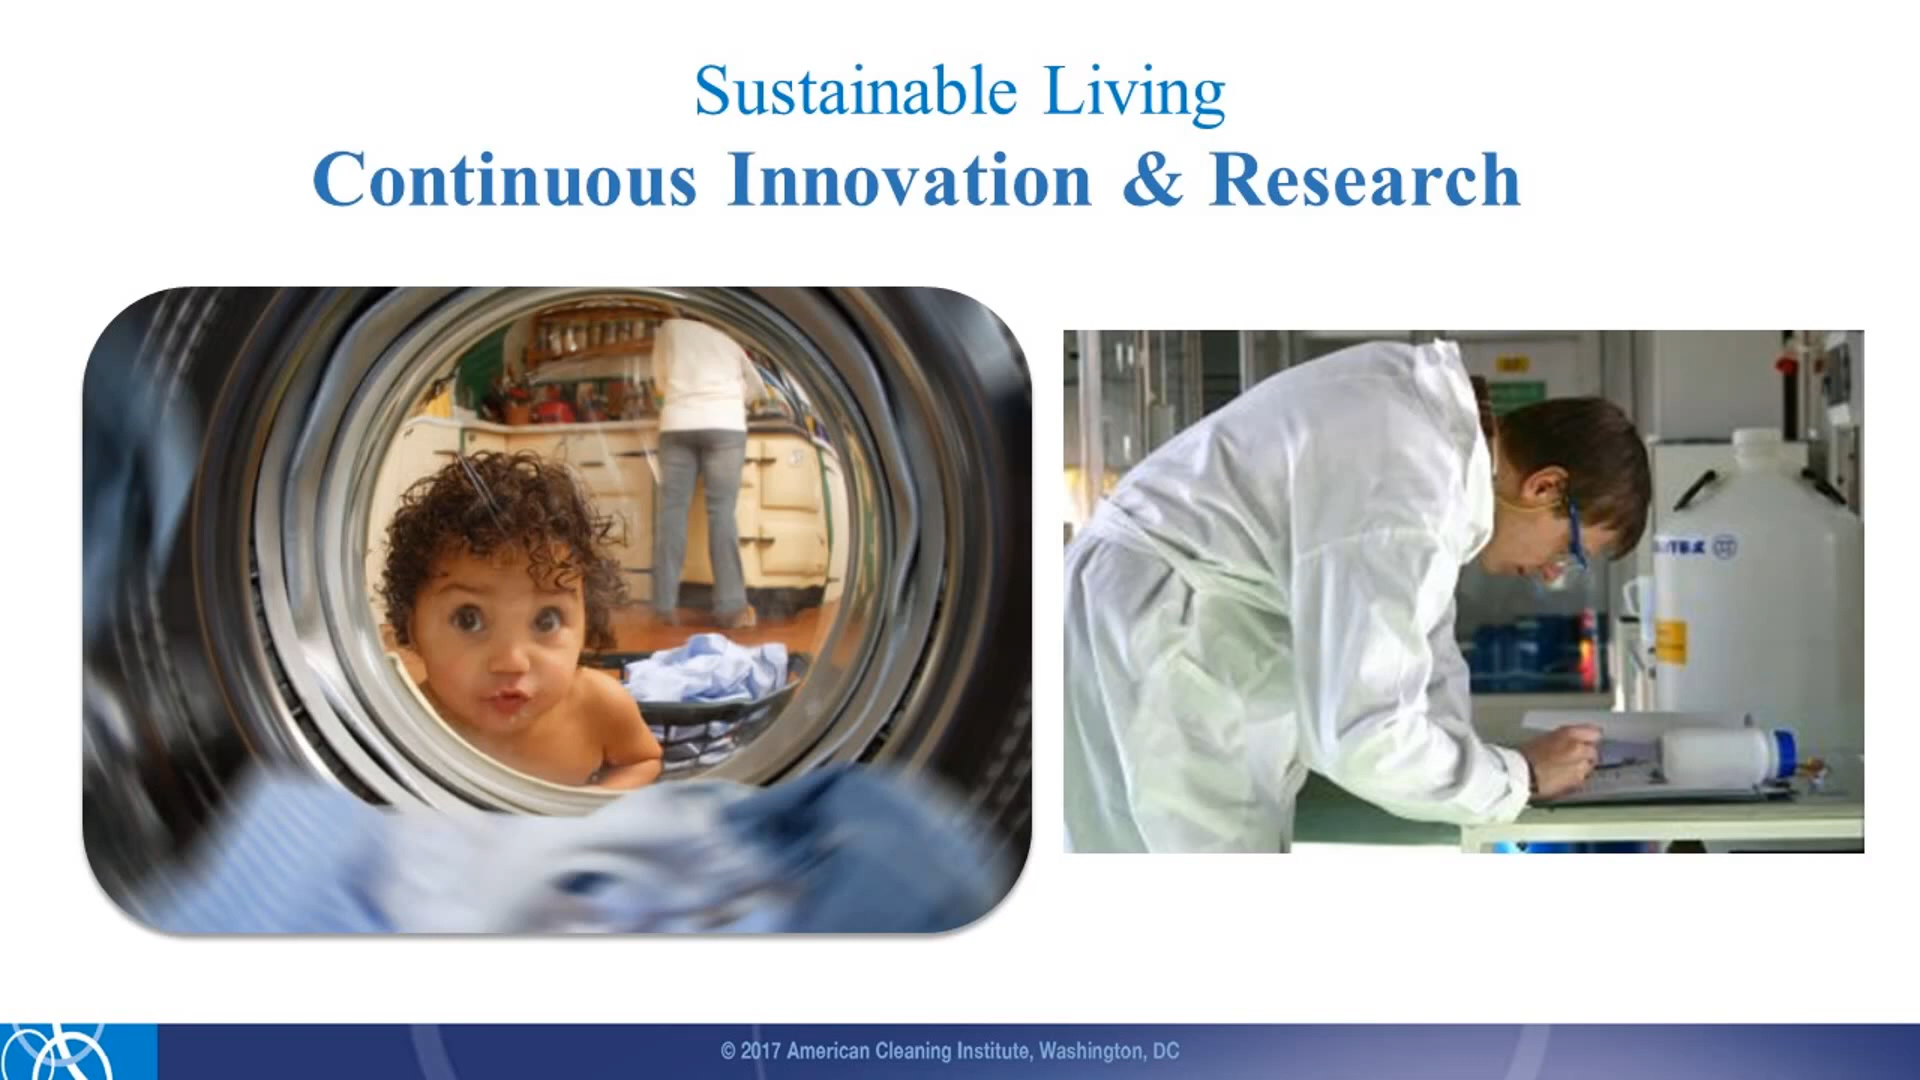 Sustainable Living
Continuous Innovation & Research
© 2017 American Cleaning Institute, Washington, DC